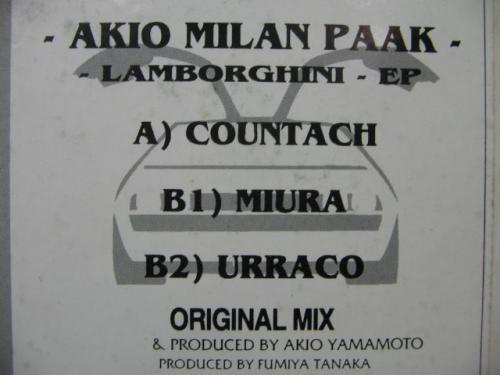 - AKIO MILAN PAAK -
- LAMBORGHINI - EP
A) COUNTACH
B1) MIURA
B2) URRACO
ORIGINAL MIX
& PRODUCED BY AKIO YAMAMOTO
PRODUCED BY FUMIYA TANAKA